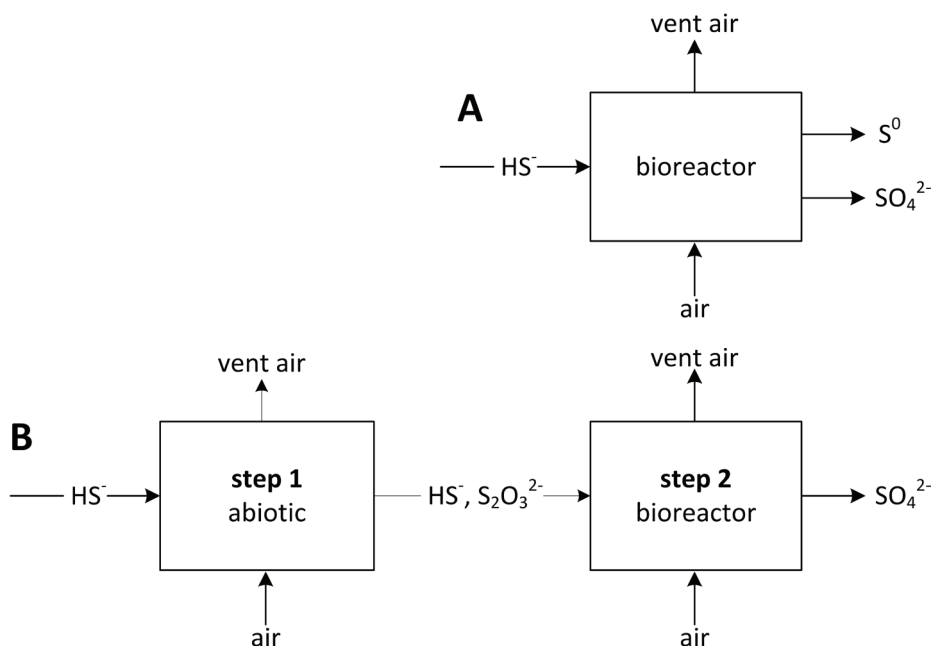 vent air
A
HS⁻
bioreactor
S⁰
SO₄²⁻
air
vent air
vent air
B
HS⁻
step 1
abiotic
HS⁻, S₂O₃²⁻
step 2
bioreactor
SO₄²⁻
air
air